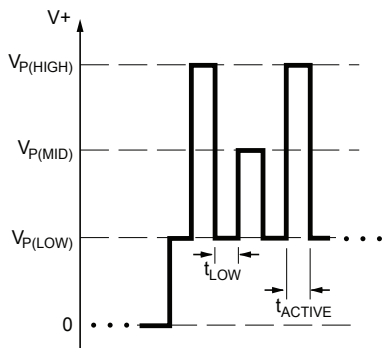 V+
VP(HIGH)
VP(MID)
VP(LOW)
tLOW
tACTIVE
0